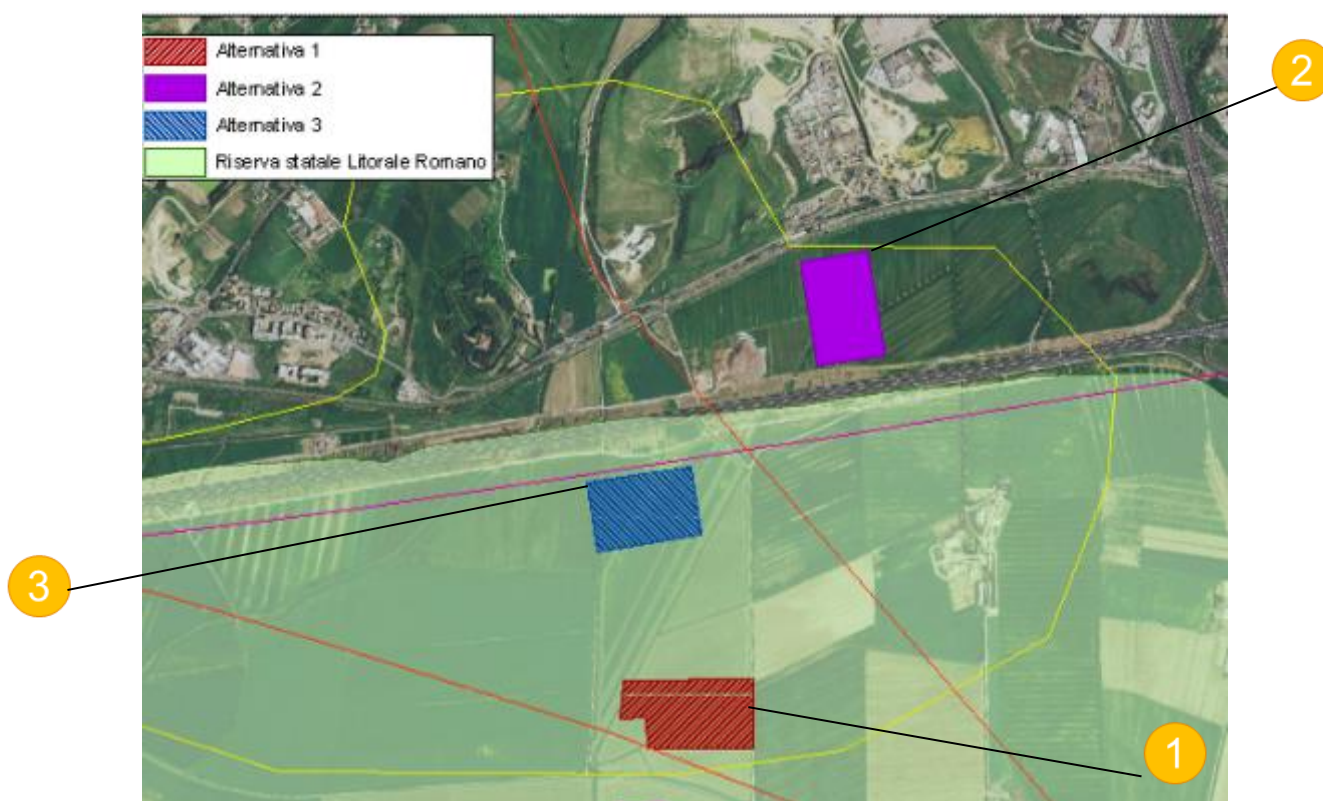 Alternativa 1
Alternativa 2
Alternativa 3
Riserva statale Litorale Romano
2
3
1